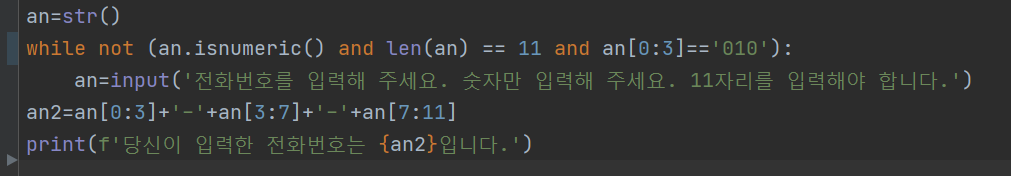 an=str()
while not (an.isnumeric() and len(an) == 11 and an[0:3]=='010'):
    an=input('전화번호를 입력해 주세요. 숫자만 입력해 주세요. 11자리를 입력해야 합니다.')
an2=an[0:3]+'-'+an[3:7]+'-'+an[7:11]
print(f'당신이 입력한 전화번호는 {an2}입니다.')